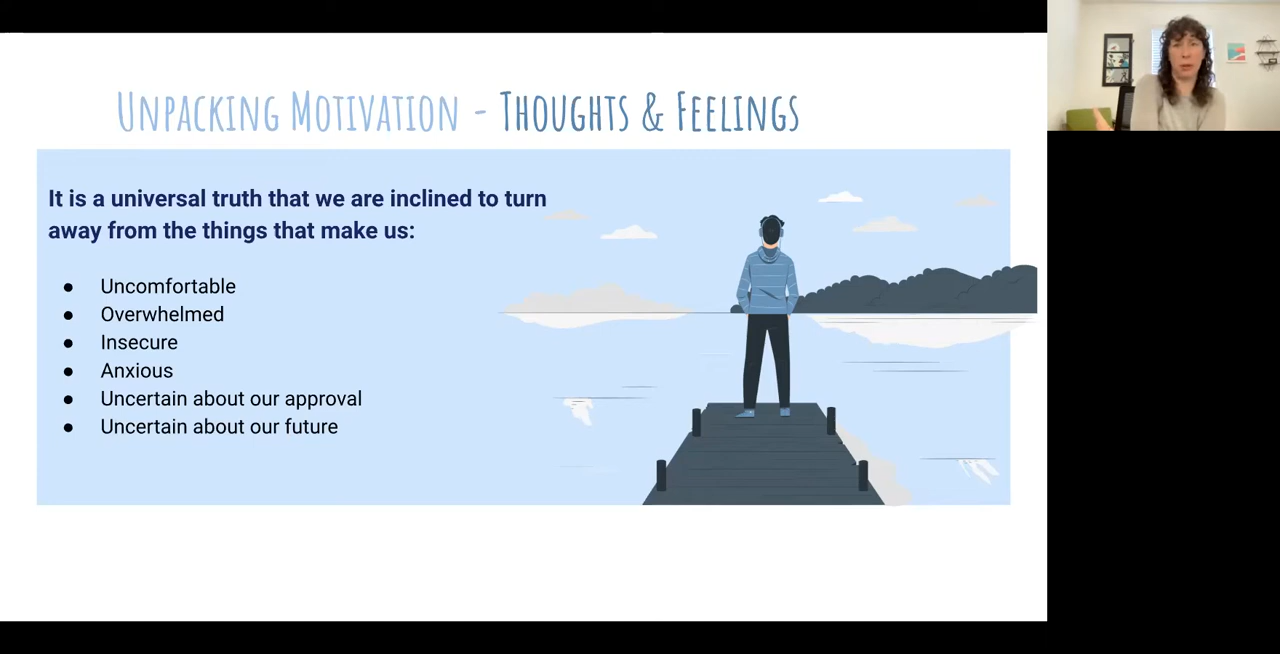 Unpacking Motivation - Thoughts & Feelings
It is a universal truth that we are inclined to turn
away from the things that make us:
● Uncomfortable
● Overwhelmed
● Insecure
● Anxious
● Uncertain about our approval
● Uncertain about our future